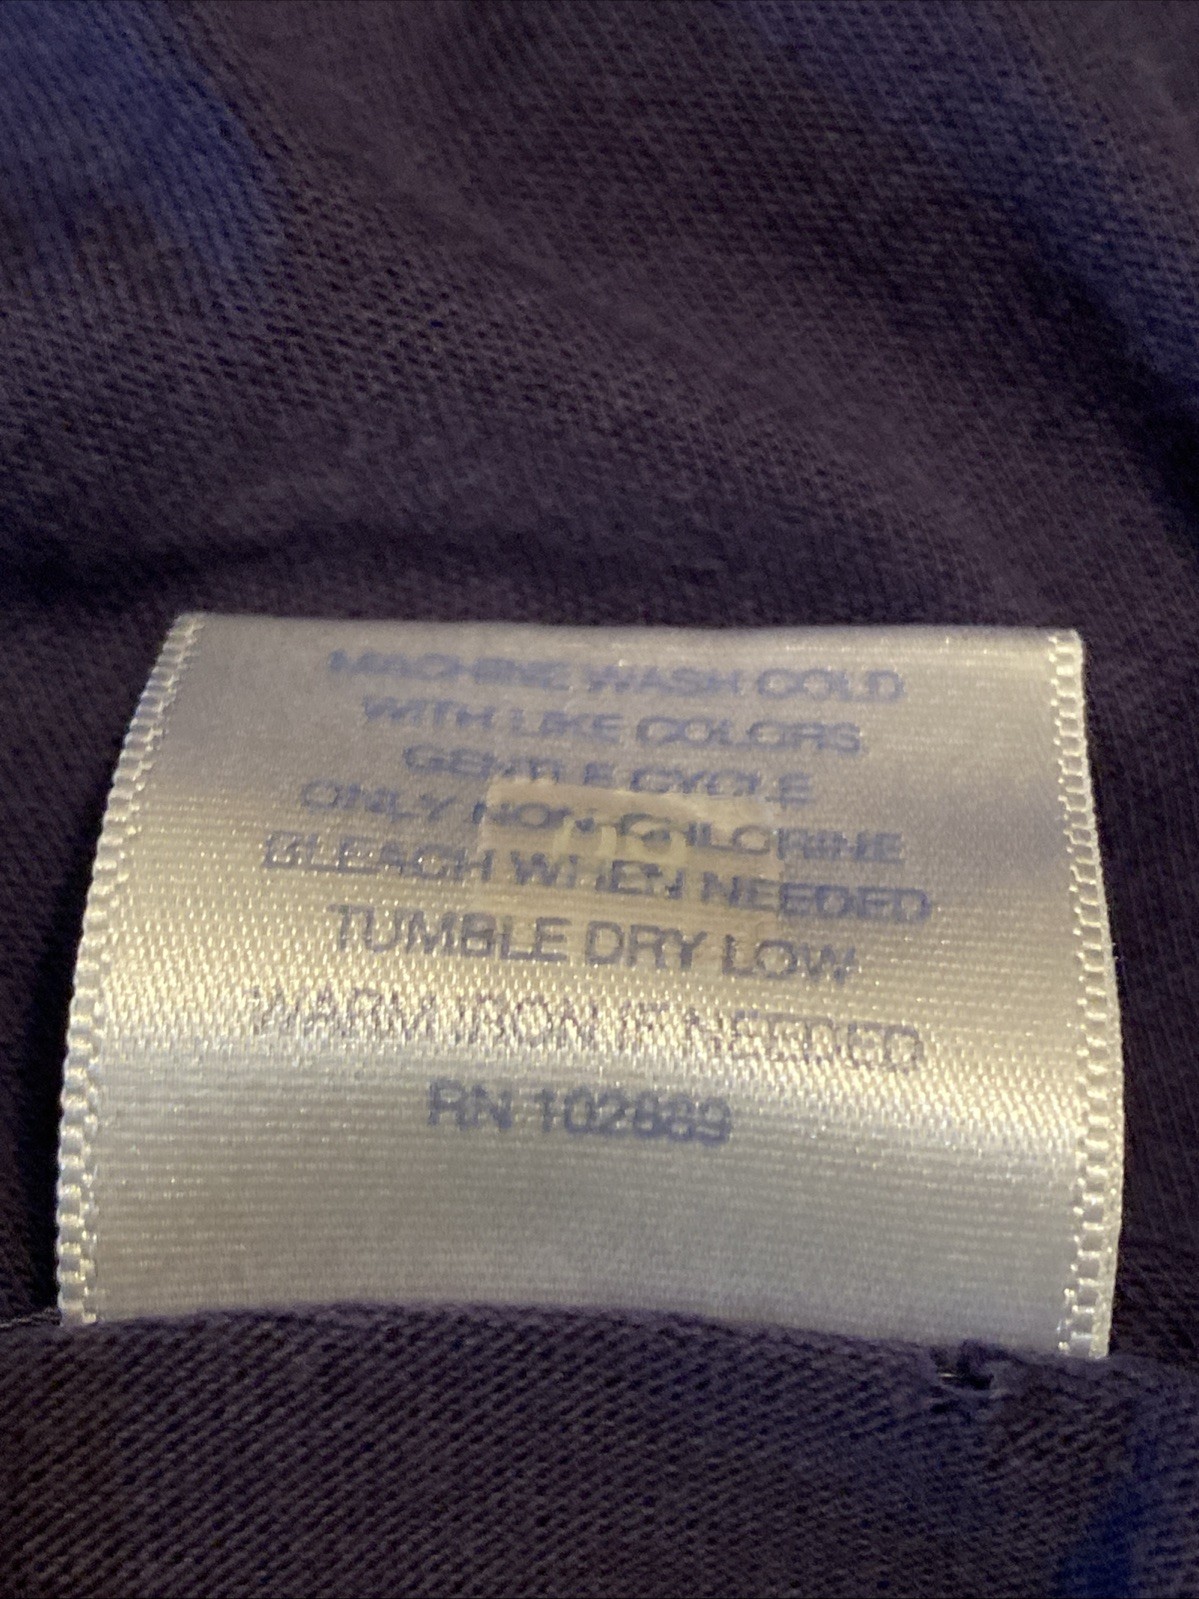 MACHINE WASH COLD
WITH LIKE COLORS
GENTLE CYCLE
ONLY NON-CHLORINE
BLEACH WHEN NEEDED
TUMBLE DRY LOW
WARM IRON IF NEEDED
RN 102889